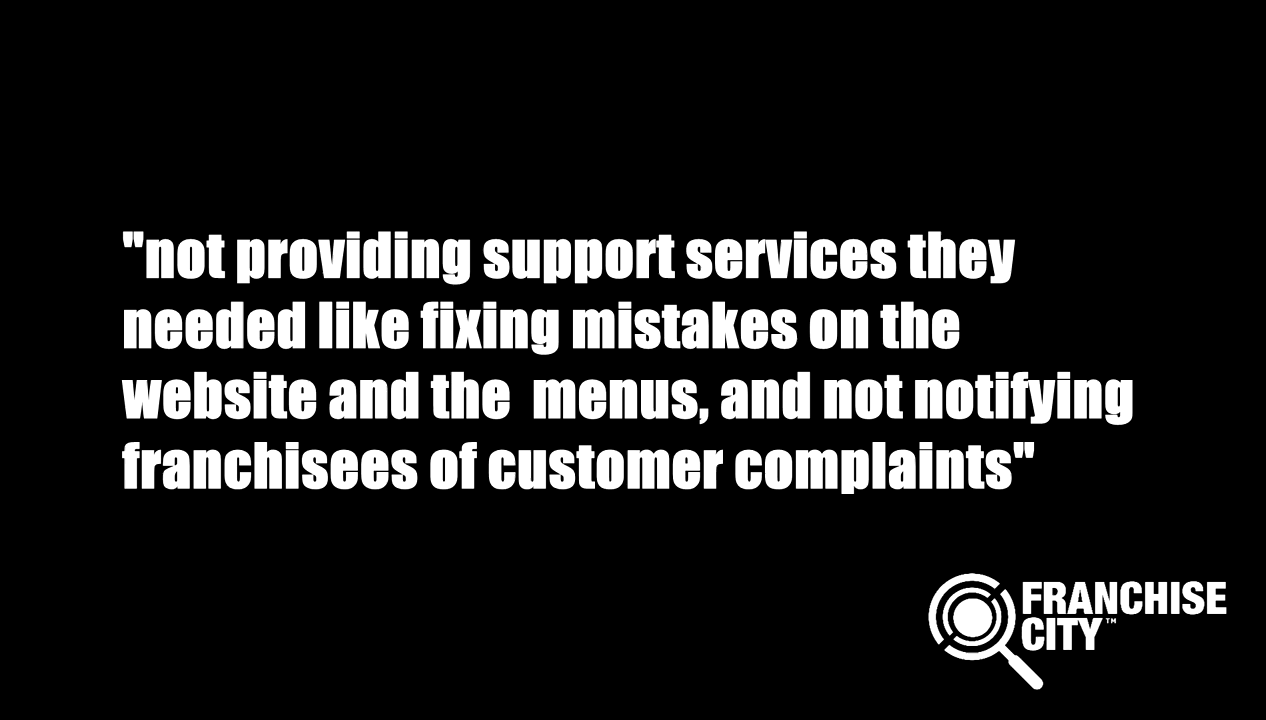 "not providing support services they
needed like fixing mistakes on the
website and the  menus, and not notifying
franchisees of customer complaints"
FRANCHISE
CITY™